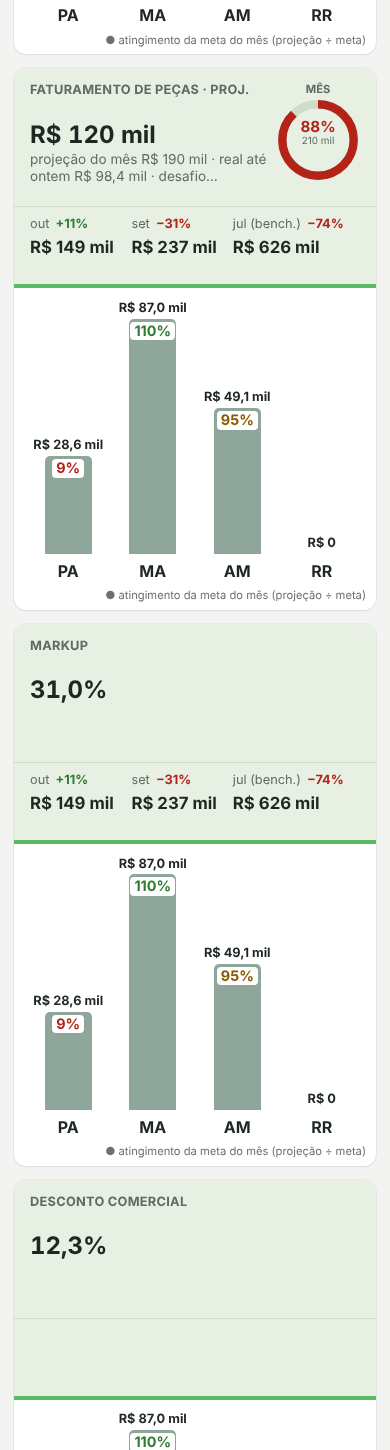 PA MA AM RR
● atingimento da meta do mês (projeção ÷ meta)
FATURAMENTO DE PEÇAS · PROJ.
MÊS
R$ 120 mil
88%
210 mil
projeção do mês R$ 190 mil · real até
ontem R$ 98,4 mil · desafio...
out +11% set −31% jul (bench.) −74%
R$ 149 mil R$ 237 mil R$ 626 mil
R$ 87,0 mil
110%
R$ 49,1 mil
95%
R$ 28,6 mil
9%
R$ 0
PA MA AM RR
● atingimento da meta do mês (projeção ÷ meta)
MARKUP
31,0%
out +11% set −31% jul (bench.) −74%
R$ 149 mil R$ 237 mil R$ 626 mil
R$ 87,0 mil
110%
R$ 49,1 mil
95%
R$ 28,6 mil
9%
R$ 0
PA MA AM RR
● atingimento da meta do mês (projeção ÷ meta)
DESCONTO COMERCIAL
12,3%
R$ 87,0 mil
110%